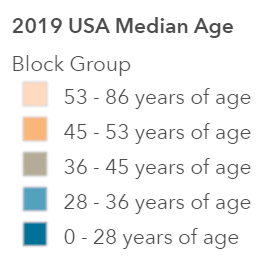 2019 USA Median Age
Block Group
53 - 86 years of age
45 - 53 years of age
36 - 45 years of age
28 - 36 years of age
0 - 28 years of age